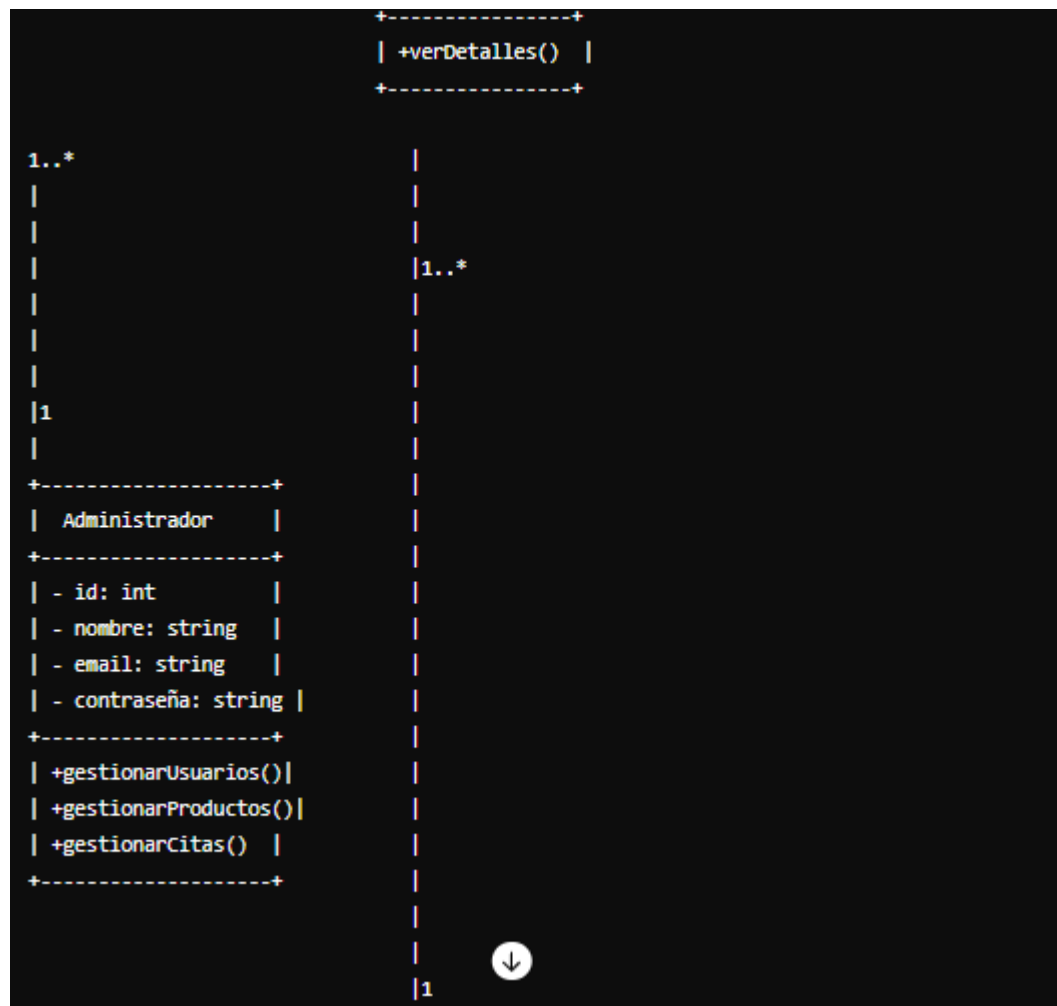 +----------------+
| +verDetalles()  |
+----------------+
1..*                             |
|                                |
|                                |
|                                |1..*
|                                |
|                                |
|                                |
|1                               |
|                                |
+--------------------+           |
|  Administrador     |           |
+--------------------+           |
| - id: int          |           |
| - nombre: string   |           |
| - email: string    |           |
| - contraseña: string |         |
+--------------------+           |
| +gestionarUsuarios()|          |
| +gestionarProductos()|         |
| +gestionarCitas()  |           |
+--------------------+           |
                                 |
                                 |
                                 |1